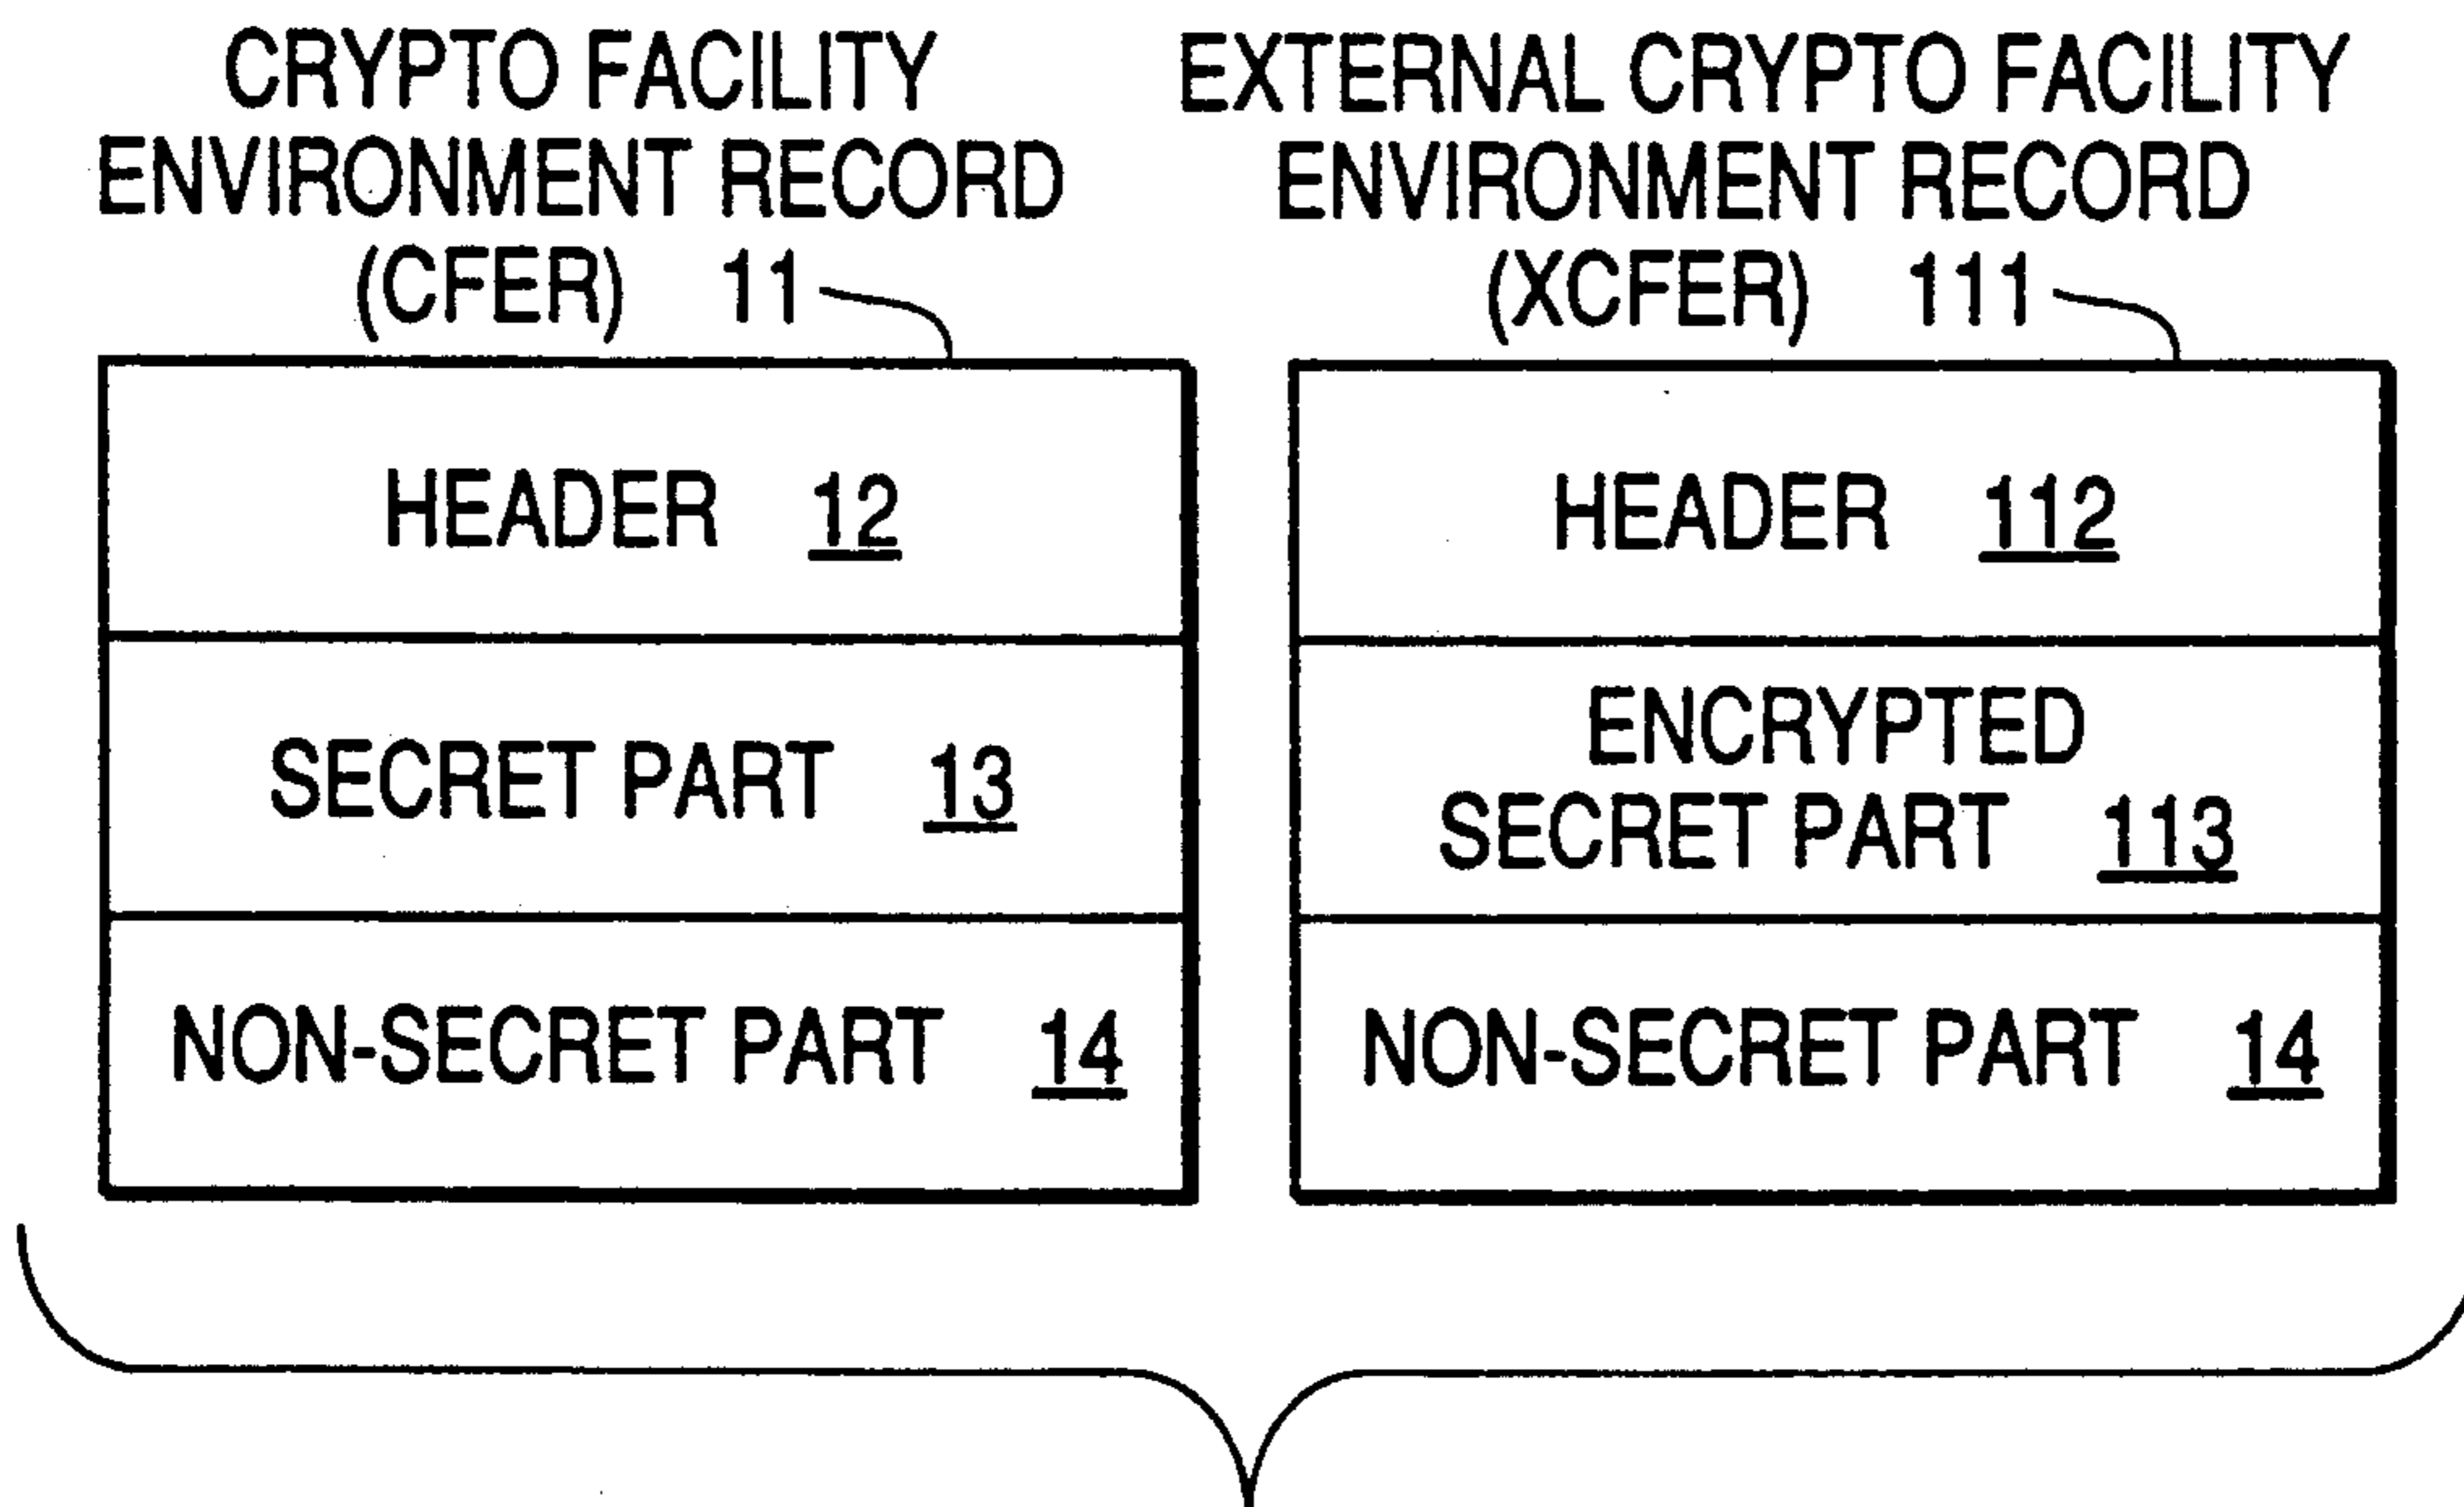 CRYPTO FACILITY
ENVIRONMENT RECORD
(CFER) 11
HEADER 12
SECRET PART 13
NON-SECRET PART 14
EXTERNAL CRYPTO FACILITY
ENVIRONMENT RECORD
(XCFER) 111
HEADER 112
ENCRYPTED
SECRET PART 113
NON-SECRET PART 14